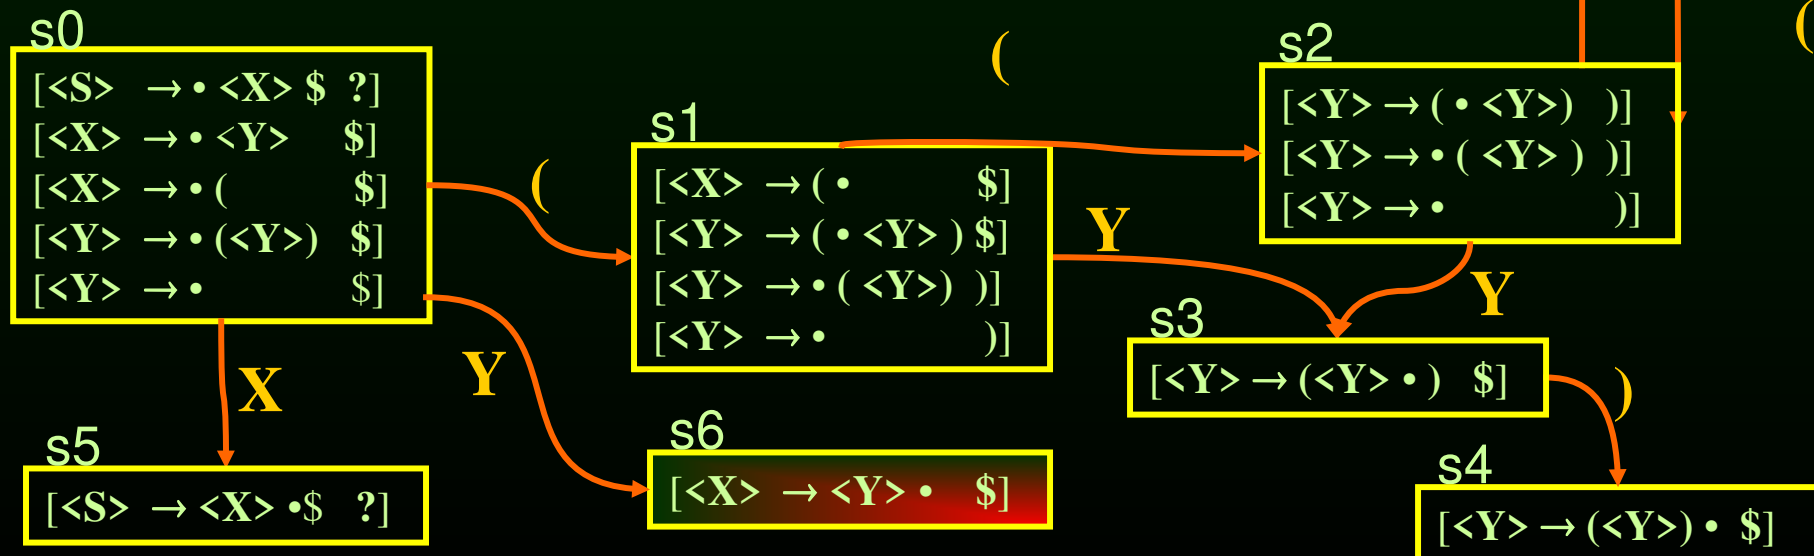 s0
[<S> → • <X> $ ?]
[<X> → • <Y> $]
[<X> → • ( $]
[<Y> → • (<Y>) $]
[<Y> → • $]
(
(
s1
[<X> → ( • $]
[<Y> → ( • <Y> ) $]
[<Y> → • ( <Y>) )]
[<Y> → • )]
(
s2
[<Y> → ( • <Y>) )]
[<Y> → • ( <Y> ) )]
[<Y> → • )]
Y
Y
s3
[<Y> → (<Y> • ) $]
)
X
Y
s5
[<S> → <X> •$ ?]
s6
[<X> → <Y> • $]
s4
[<Y> → (<Y>) • $]